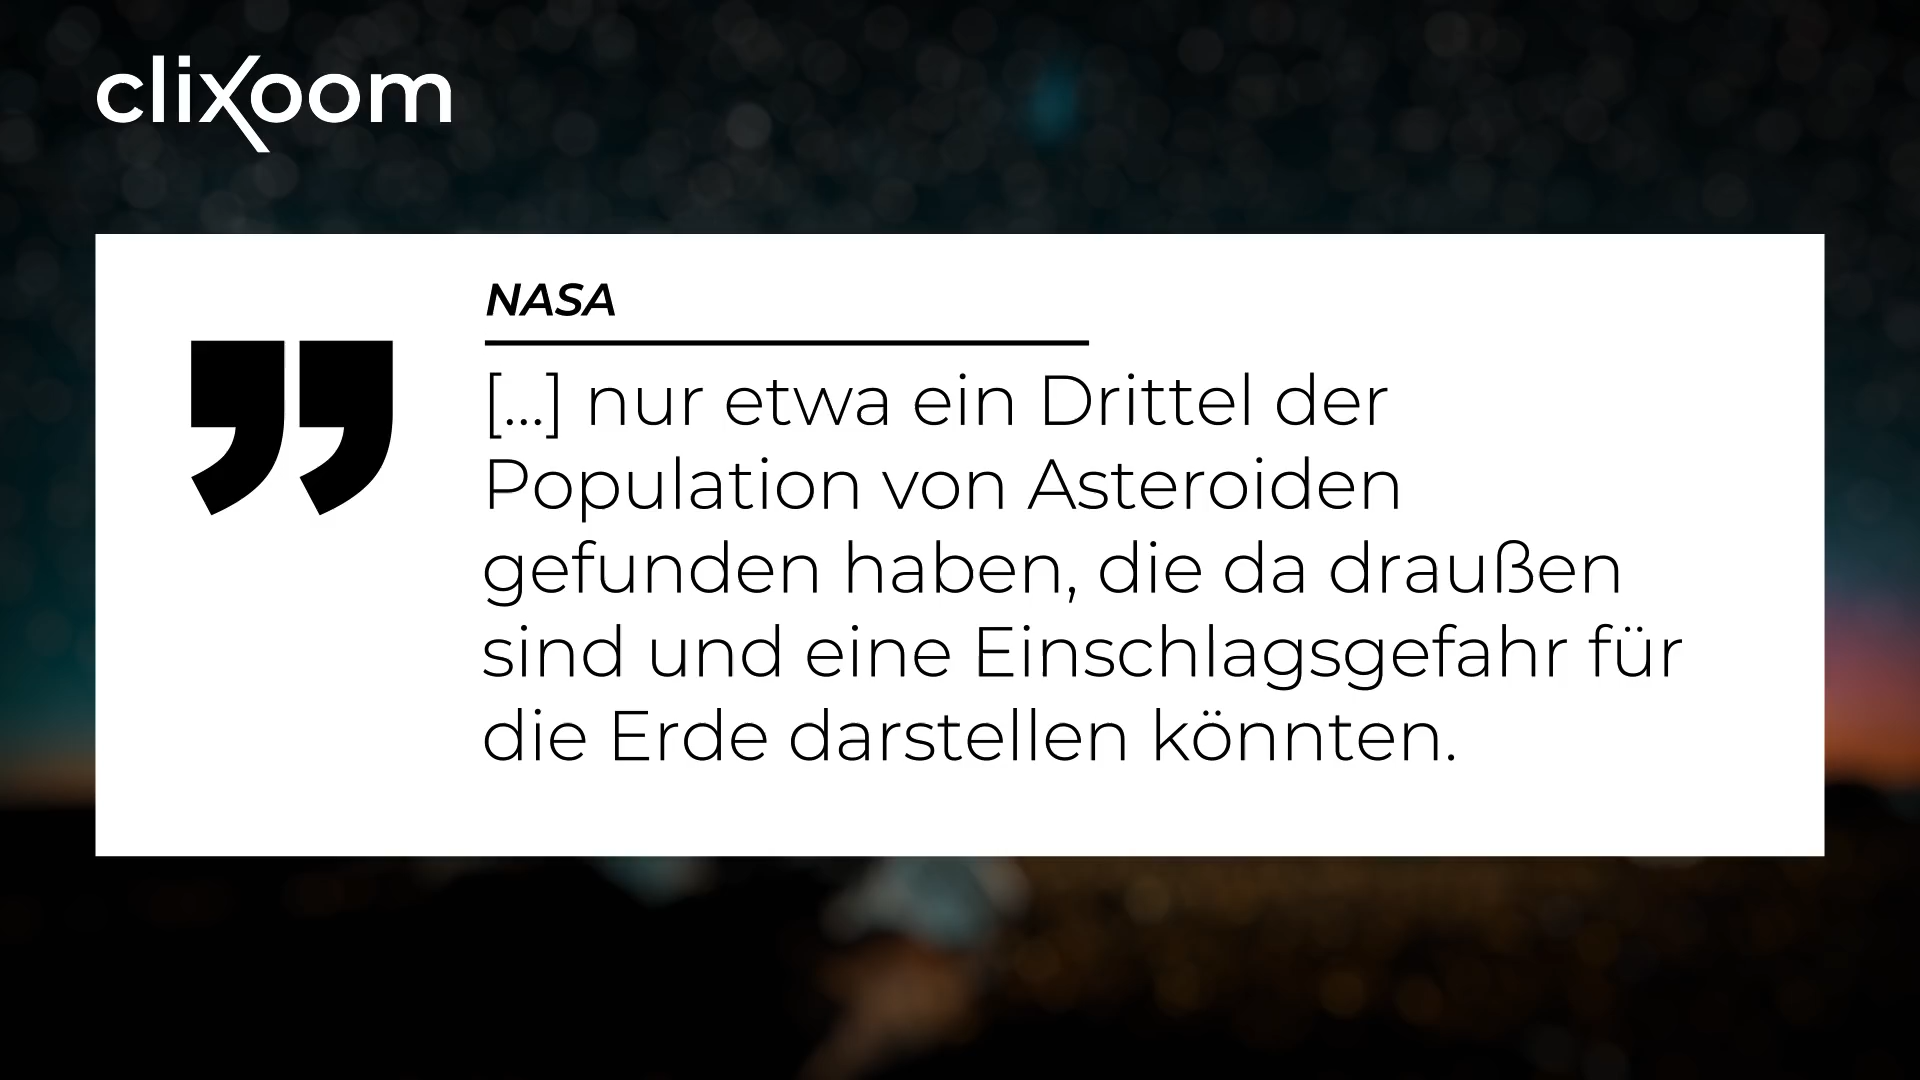 clixoom
NASA
[...] nur etwa ein Drittel der
Population von Asteroiden
gefunden haben, die da draußen
sind und eine Einschlagsgefahr für
die Erde darstellen könnten.